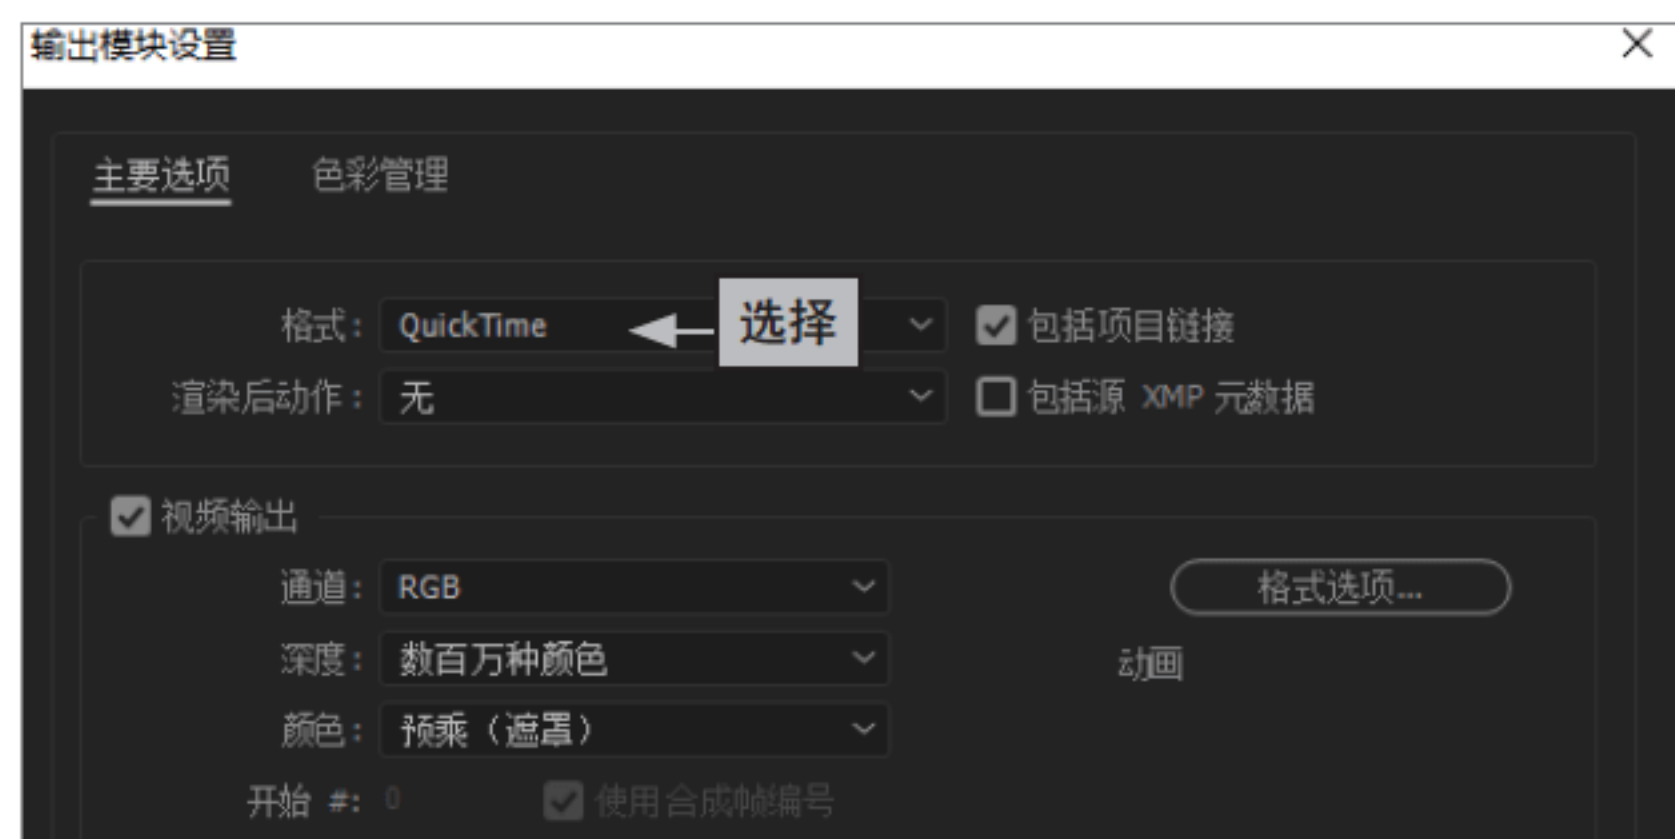 输出模块设置
主要选项 色彩管理
格式： QuickTime 选择 包括项目链接
渲染后动作： 无 包括源 XMP 元数据
视频输出
通道： RGB 格式选项...
深度： 数百万种颜色 动画
颜色： 预乘（遮罩）
开始 #: 0 使用合成帧编号